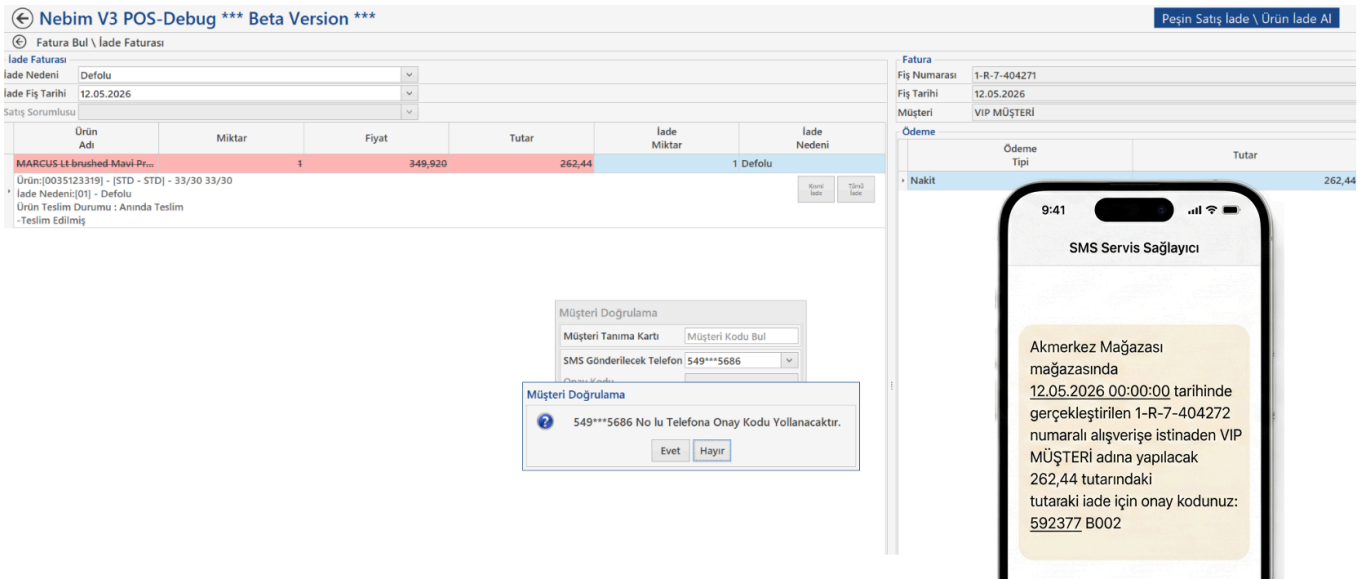 Nebim V3 POS-Debug *** Beta Version ***
Peşin Satış İade \ Ürün İade Al
Fatura Bul \ İade Faturası
İade Faturası
İade Nedeni Defolu
İade Fiş Tarihi 12.05.2026
Satış Sorumlusu
Ürün Adı Miktar Fiyat Tutar İade Miktar İade Nedeni
MARCUS Lt brushed Mavi Pr... 1 349,920 262,44 1 Defolu
Ürün:[0035123319] - [STD - STD] - 33/30 33/30
İade Nedeni:[01] - Defolu
Ürün Teslim Durumu : Anında Teslim
-Teslim Edilmiş
Kısmi İade
Tümü İade
Fatura
Fiş Numarası 1-R-7-404271
Fiş Tarihi 12.05.2026
Müşteri VIP MÜŞTERİ
Ödeme
Ödeme Tipi Tutar
Nakit 262,44
Müşteri Doğrulama
Müşteri Tanıma Kartı Müşteri Kodu Bul
SMS Gönderilecek Telefon 549***5686
Onay Kodu
Müşteri Doğrulama
549***5686 No lu Telefona Onay Kodu Yollanacaktır.
Evet Hayır
9:41
SMS Servis Sağlayıcı
Akmerkez Mağazası
mağazasında
12.05.2026 00:00:00 tarihinde
gerçekleştirilen 1-R-7-404272
numaralı alışverişe istinaden VIP
MÜŞTERİ adına yapılacak
262,44 tutarındaki
tutaraki iade için onay kodunuz:
592377 B002